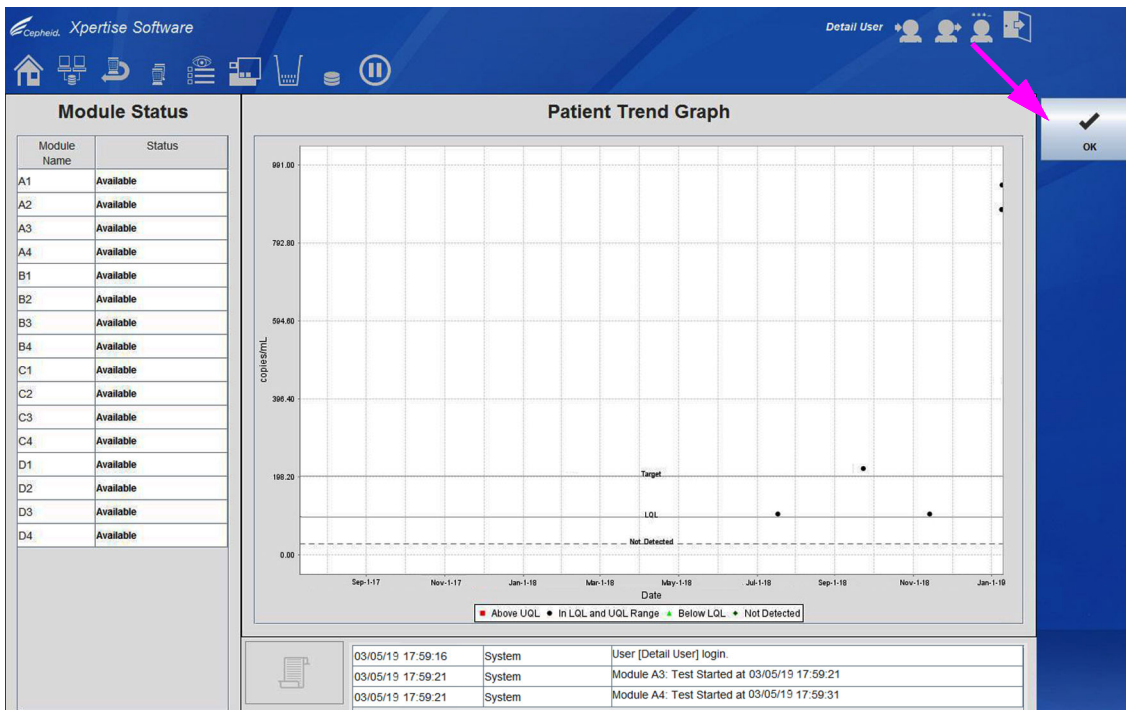 Cepheid. Xpertise Software
Detail User
Module Status
Patient Trend Graph
OK
Module Name Status
A1 Available
A2 Available
A3 Available
A4 Available
B1 Available
B2 Available
B3 Available
B4 Available
C1 Available
C2 Available
C3 Available
C4 Available
D1 Available
D2 Available
D3 Available
D4 Available
991.00
792.80
594.60
396.40
198.20
0.00
copies/mL
Target
LQL
Not Detected
Sep-1-17 Nov-1-17 Jan-1-18 Mar-1-18 May-1-18 Jul-1-18 Sep-1-18 Nov-1-18 Jan-1-19
Date
Above UQL In LQL and UQL Range Below LQL Not Detected
03/05/19 17:59:16 System User [Detail User] login.
03/05/19 17:59:21 System Module A3: Test Started at 03/05/19 17:59:21
03/05/19 17:59:21 System Module A4: Test Started at 03/05/19 17:59:31